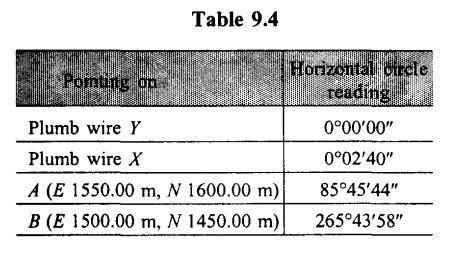 Table 9.4
Pointing on
Horizontal circle
reading
Plumb wire Y
0°00'00"
Plumb wire X
0°02'40"
A (E 1550.00 m, N 1600.00 m)
85°45'44"
B (E 1500.00 m, N 1450.00 m)
265°43'58"